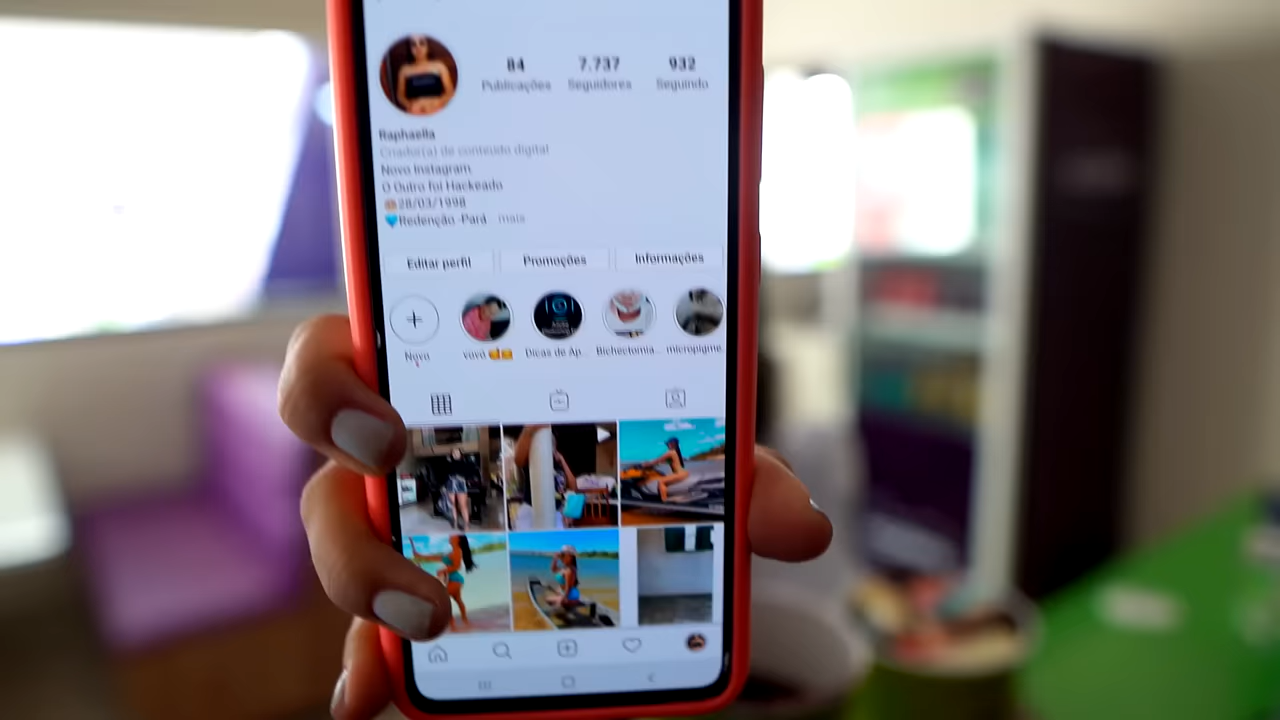 84 7.737 932
Publicações Seguidores Seguindo
Raphaella
Criador(a) de conteúdo digital
Novo Instagram
O Outro foi Hackeado
28/03/1998
Redenção -Pará mais
Editar perfil Promoções Informações
Novo vovó Dicas de Ap... Bichectomia... micropigme...